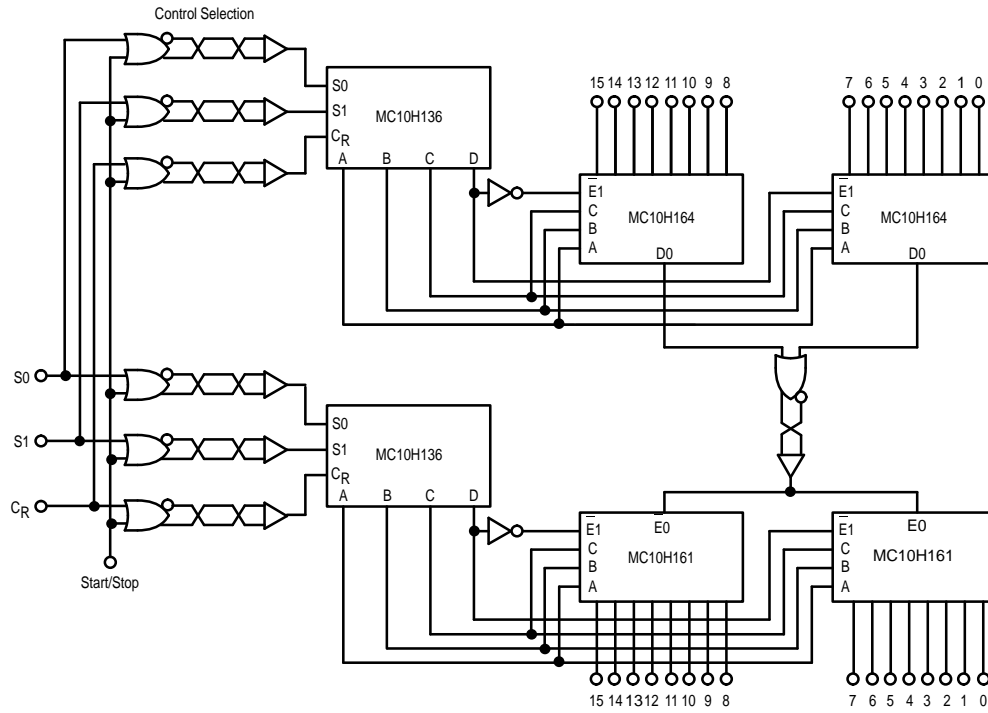 Control Selection
S0
S1
CR
MC10H136
A B C D
15 14 13 12 11 10 9 8
E1
C
B
A
MC10H164
D0
7 6 5 4 3 2 1 0
E1
C
B
A
MC10H164
D0
S0
S1
CR
Start/Stop
S0
S1
CR
MC10H136
A B C D
E1
C
B
A
E0
MC10H161
15 14 13 12 11 10 9 8
E1
C
B
A
E0
MC10H161
7 6 5 4 3 2 1 0